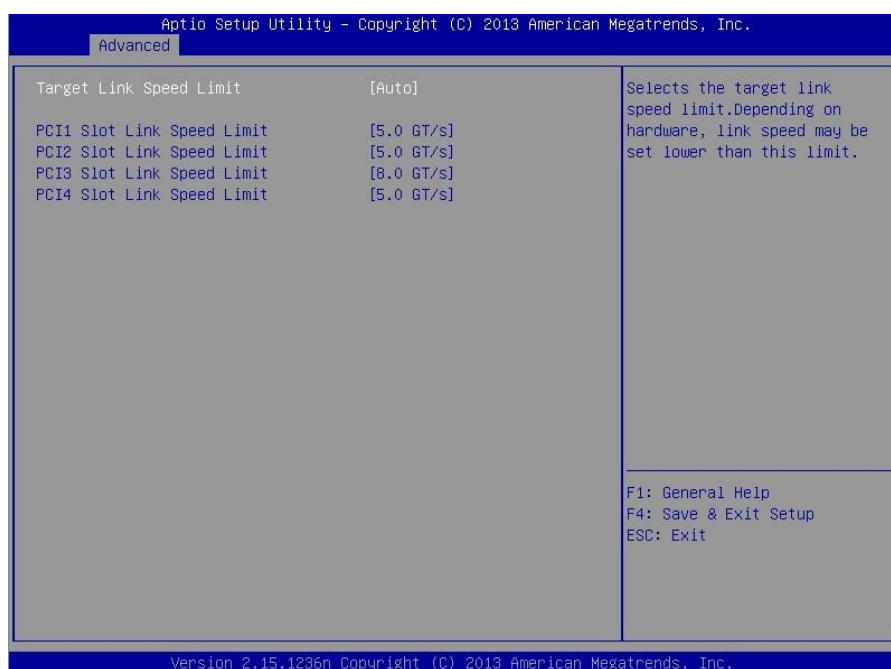 Aptio Setup Utility – Copyright (C) 2013 American Megatrends, Inc.
Advanced
Target Link Speed Limit [Auto]
PCI1 Slot Link Speed Limit [5.0 GT/s]
PCI2 Slot Link Speed Limit [5.0 GT/s]
PCI3 Slot Link Speed Limit [8.0 GT/s]
PCI4 Slot Link Speed Limit [5.0 GT/s]
Selects the target link
speed limit.Depending on
hardware, link speed may be
set lower than this limit.
F1: General Help
F4: Save & Exit Setup
ESC: Exit
Version 2.15.1236n Copyright (C) 2013 American Megatrends, Inc.